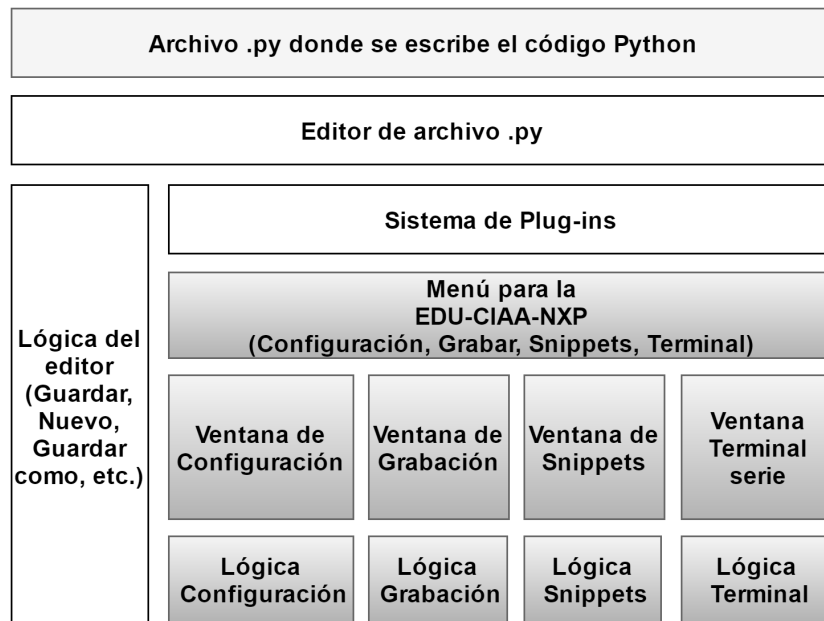 Archivo .py donde se escribe el código Python
Editor de archivo .py
Lógica del
editor
(Guardar,
Nuevo,
Guardar
como, etc.)
Sistema de Plug-ins
Menú para la
EDU-CIAA-NXP
(Configuración, Grabar, Snippets, Terminal)
Ventana de
Configuración
Ventana de
Grabación
Ventana de
Snippets
Ventana
Terminal
serie
Lógica
Configuración
Lógica
Grabación
Lógica
Snippets
Lógica
Terminal